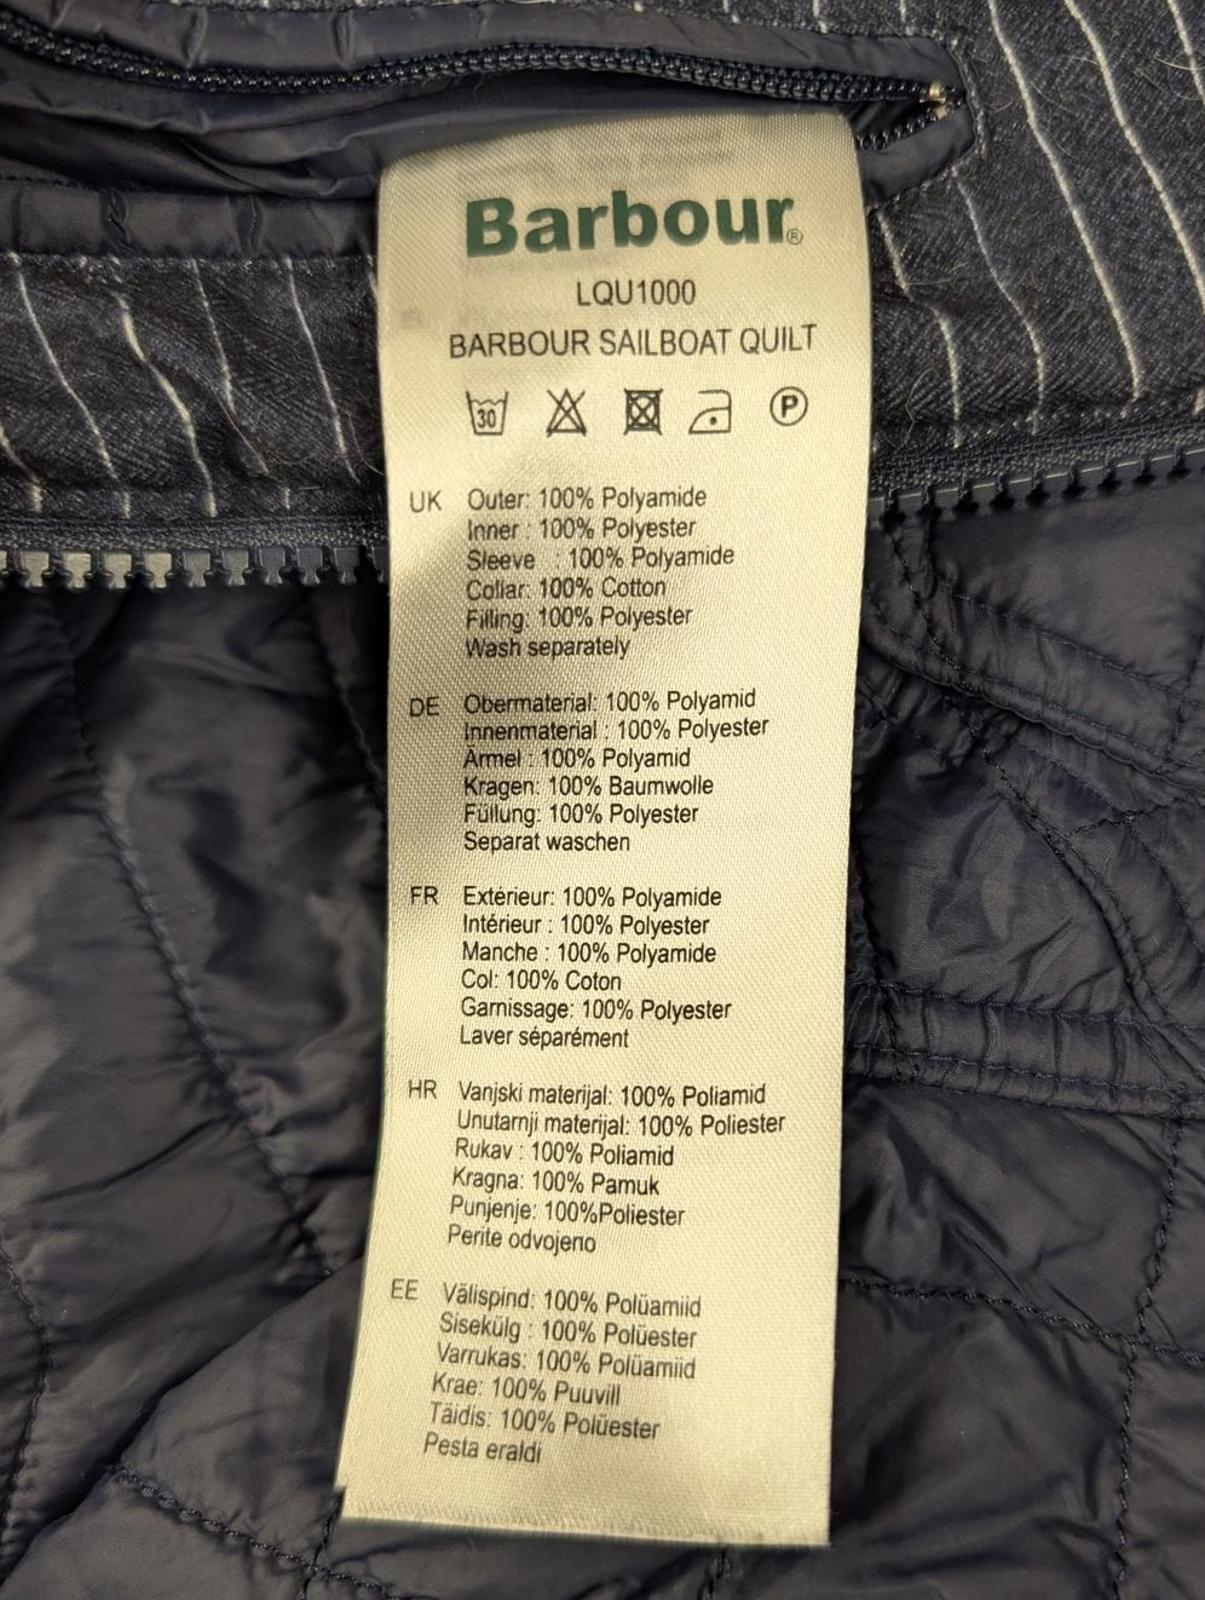 Barbour®
LQU1000
BARBOUR SAILBOAT QUILT
30 P
UK Outer: 100% Polyamide
Inner : 100% Polyester
Sleeve : 100% Polyamide
Collar: 100% Cotton
Filling: 100% Polyester
Wash separately
DE Obermaterial: 100% Polyamid
Innenmaterial : 100% Polyester
Ärmel : 100% Polyamid
Kragen: 100% Baumwolle
Füllung: 100% Polyester
Separat waschen
FR Extérieur: 100% Polyamide
Intérieur : 100% Polyester
Manche : 100% Polyamide
Col: 100% Coton
Garnissage: 100% Polyester
Laver séparément
HR Vanjski materijal: 100% Poliamid
Unutarnji materijal: 100% Poliester
Rukav : 100% Poliamid
Kragna: 100% Pamuk
Punjenje: 100%Poliester
Perite odvojeno
EE Välispind: 100% Polüamiid
Sisekülg : 100% Polüester
Varrukas: 100% Polüamiid
Krae: 100% Puuvill
Täidis: 100% Polüester
Pesta eraldi